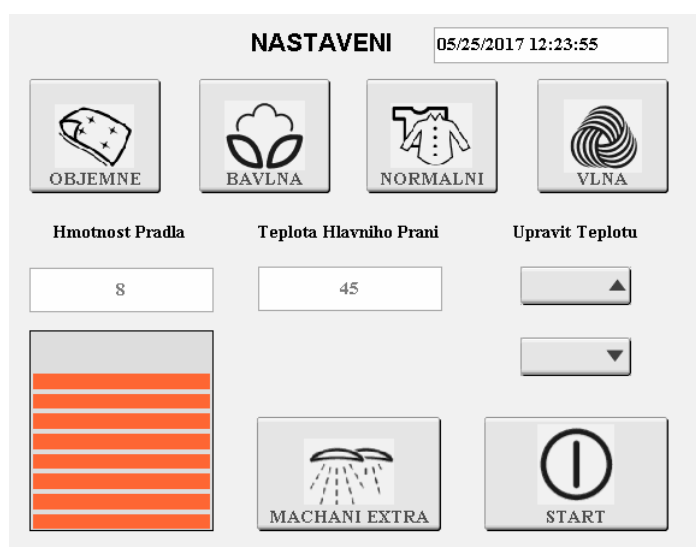 NASTAVENI
05/25/2017 12:23:55
OBJEMNE
BAVLNA
NORMALNI
VLNA
Hmotnost Pradla
Teplota Hlavniho Prani
Upravit Teplotu
8
45
MACHANI EXTRA
START